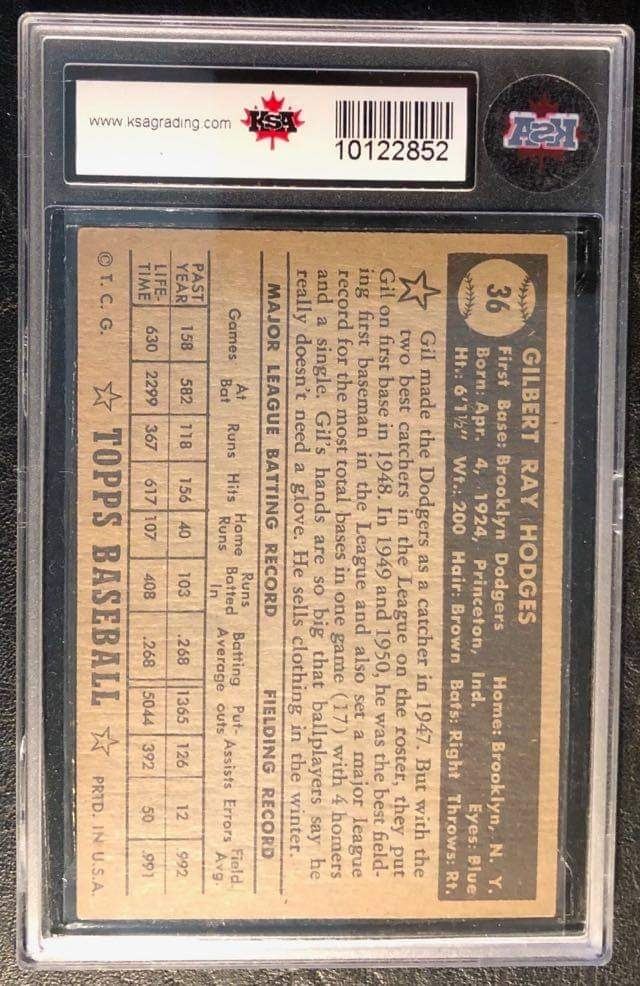 www.ksagrading.com
KSA
10122852
KSA
36
GILBERT RAY HODGES
First Base: Brooklyn Dodgers Home: Brooklyn, N. Y.
Born: Apr. 4, 1924, Princeton, Ind. Eyes: Blue
Ht.: 6'1½" Wt.: 200 Hair: Brown Bats: Right Throws: Rt.
Gil made the Dodgers as a catcher in 1947. But with the
two best catchers in the League on the roster, they put
Gil on first base in 1948. In 1949 and 1950, he was the best field-
ing first baseman in the League and also set a major league
record for the most total bases in one game (17) with 4 homers
and a single. Gil's hands are so big that ballplayers say he
really doesn't need a glove. He sells clothing in the winter.
MAJOR LEAGUE BATTING RECORD FIELDING RECORD
Games At Bat Runs Hits Home Runs Runs Batted In Batting Average Put-outs Assists Errors Field. Avg.
PAST YEAR 158 582 118 156 40 103 .268 1365 126 12 .992
LIFE-TIME 630 2299 367 617 107 408 .268 5044 392 50 .991
© T. C. G. ☆ TOPPS BASEBALL ☆ PRTD. IN U.S.A.